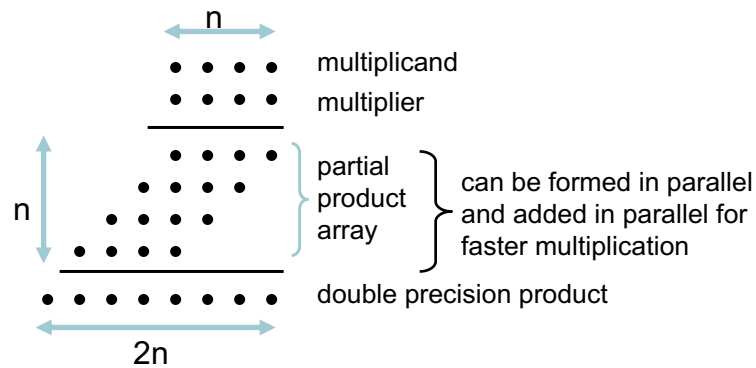 n
multiplicand
multiplier
n
partial
product
array
can be formed in parallel
and added in parallel for
faster multiplication
double precision product
2n